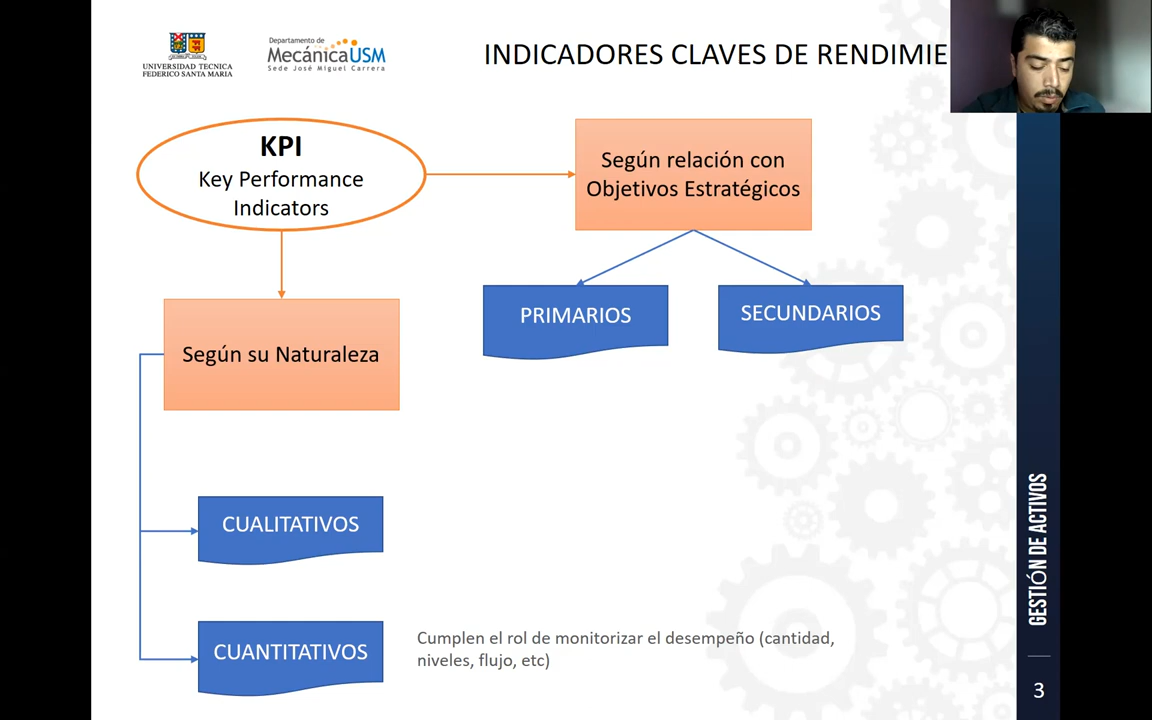 UNIVERSIDAD TECNICA
FEDERICO SANTA MARIA
Departamento de
MecánicaUSM
Sede José Miguel Carrera
INDICADORES CLAVES DE RENDIMIE
KPI
Key Performance
Indicators
Según relación con
Objetivos Estratégicos
PRIMARIOS
SECUNDARIOS
Según su Naturaleza
CUALITATIVOS
CUANTITATIVOS
Cumplen el rol de monitorizar el desempeño (cantidad,
niveles, flujo, etc)
GESTIÓN DE ACTIVOS
3